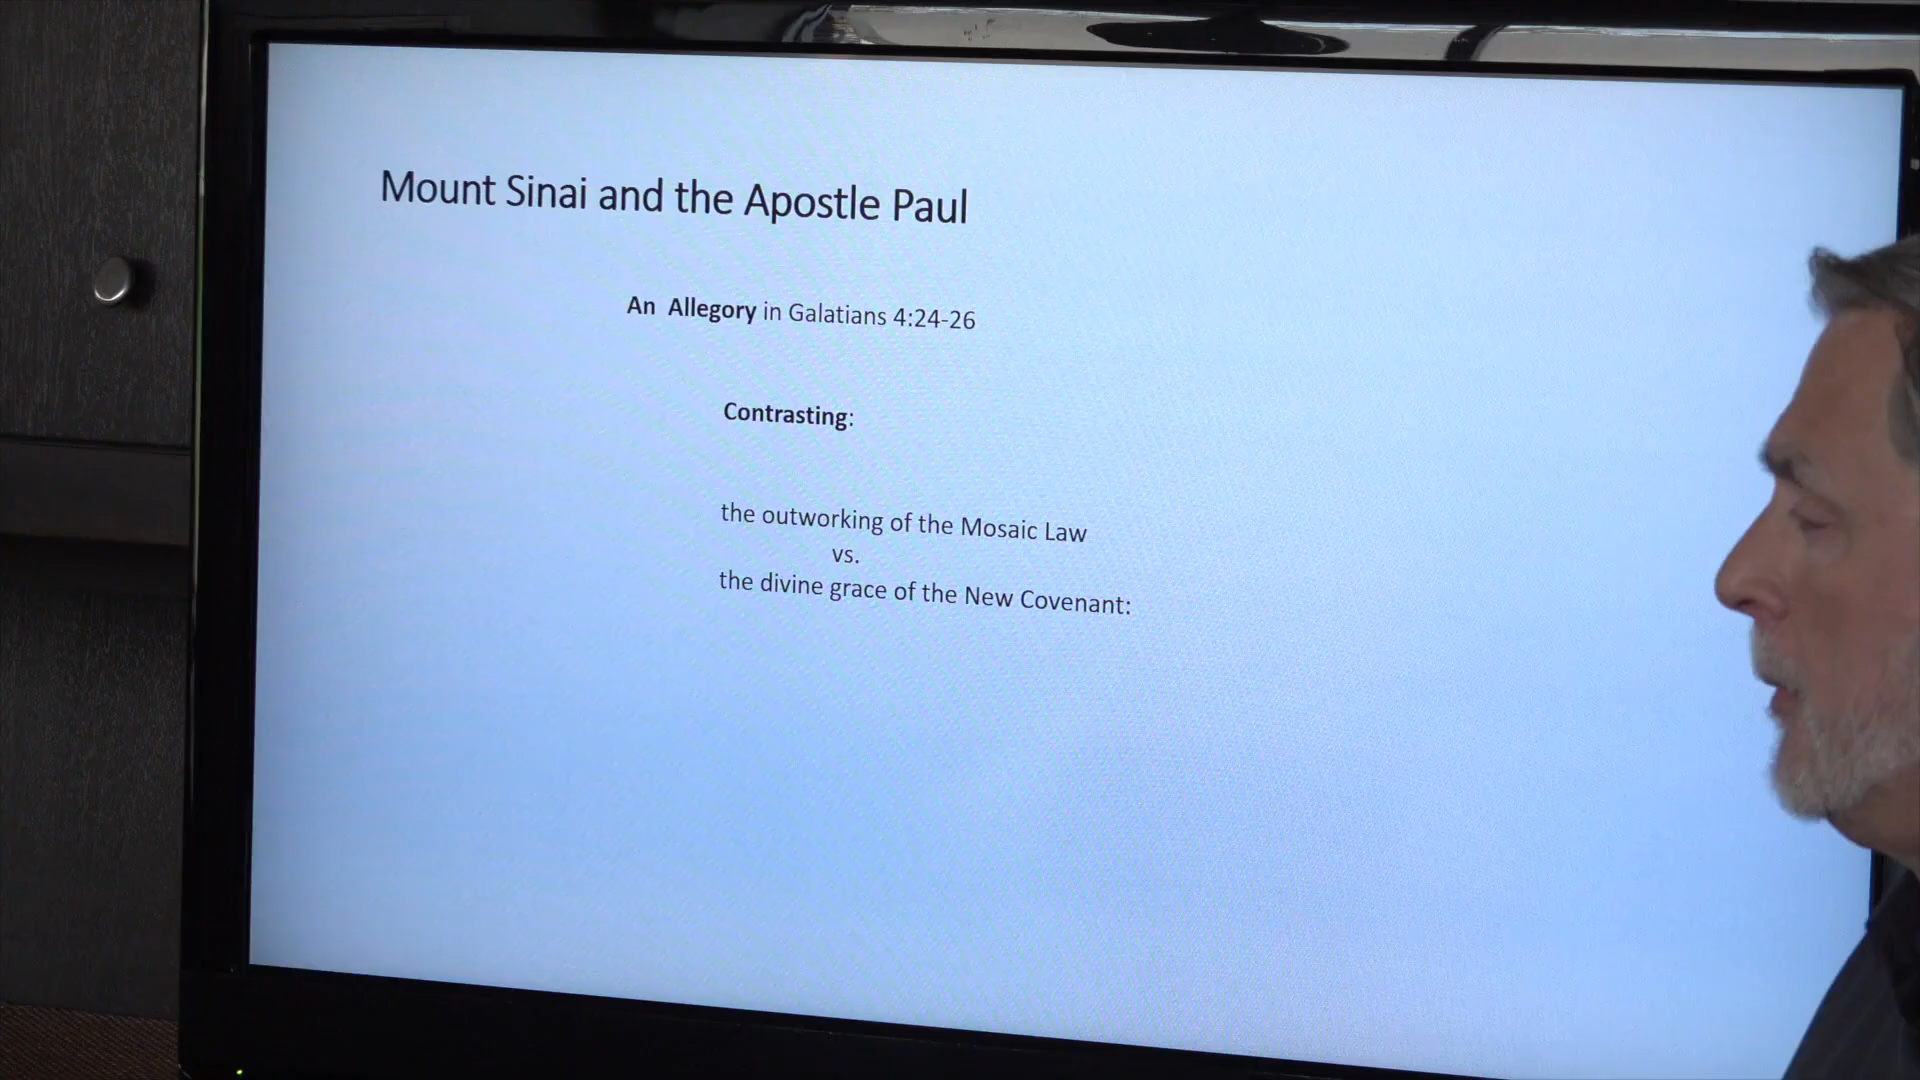 Mount Sinai and the Apostle Paul
An Allegory in Galatians 4:24-26
Contrasting:
the outworking of the Mosaic Law
vs.
the divine grace of the New Covenant: